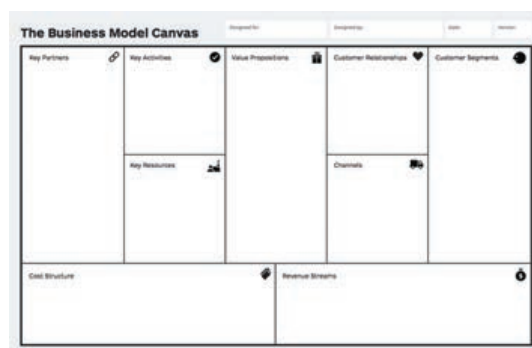 The Business Model Canvas
Designed for:
Designed by:
Date:
Version:
Key Partners
Key Activities
Value Propositions
Customer Relationships
Customer Segments
Key Resources
Channels
Cost Structure
Revenue Streams